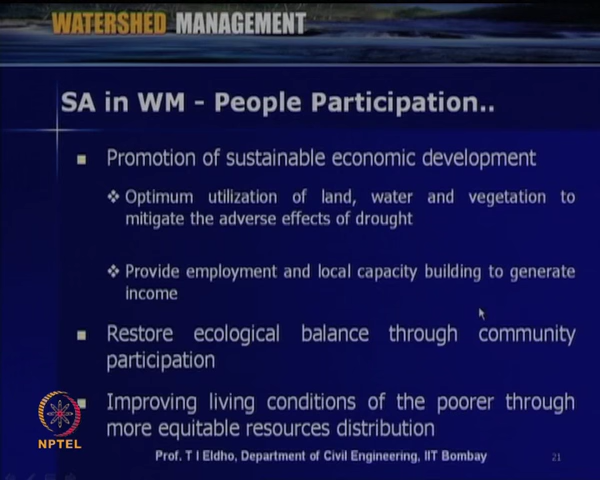 WATERSHED MANAGEMENT
SA in WM - People Participation..
Promotion of sustainable economic development
Optimum utilization of land, water and vegetation to
mitigate the adverse effects of drought
Provide employment and local capacity building to generate
income
Restore ecological balance through community
participation
Improving living conditions of the poorer through
more equitable resources distribution
NPTEL
Prof. T I Eldho, Department of Civil Engineering, IIT Bombay
21